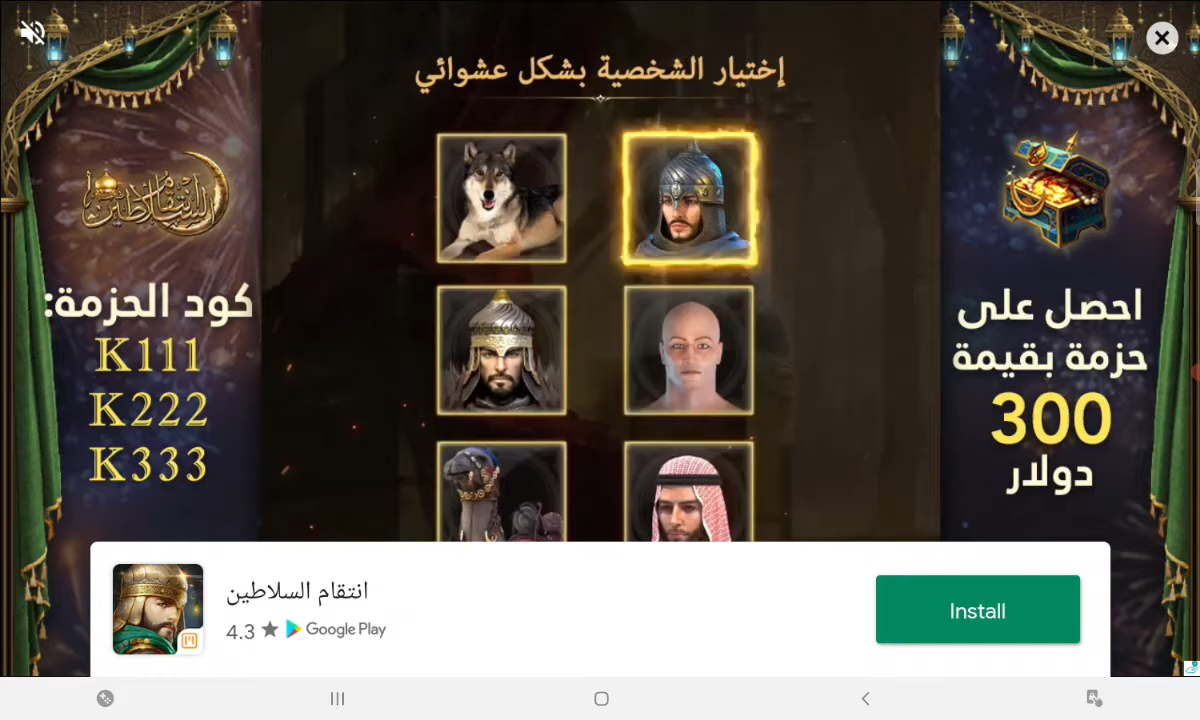 إختيار الشخصية بشكل عشوائي
انتقام السلاطين
كود الحزمة:
K111
K222
K333
احصل على
حزمة بقيمة
300
دولار
انتقام السلاطين
4.3 ★ Google Play
Install